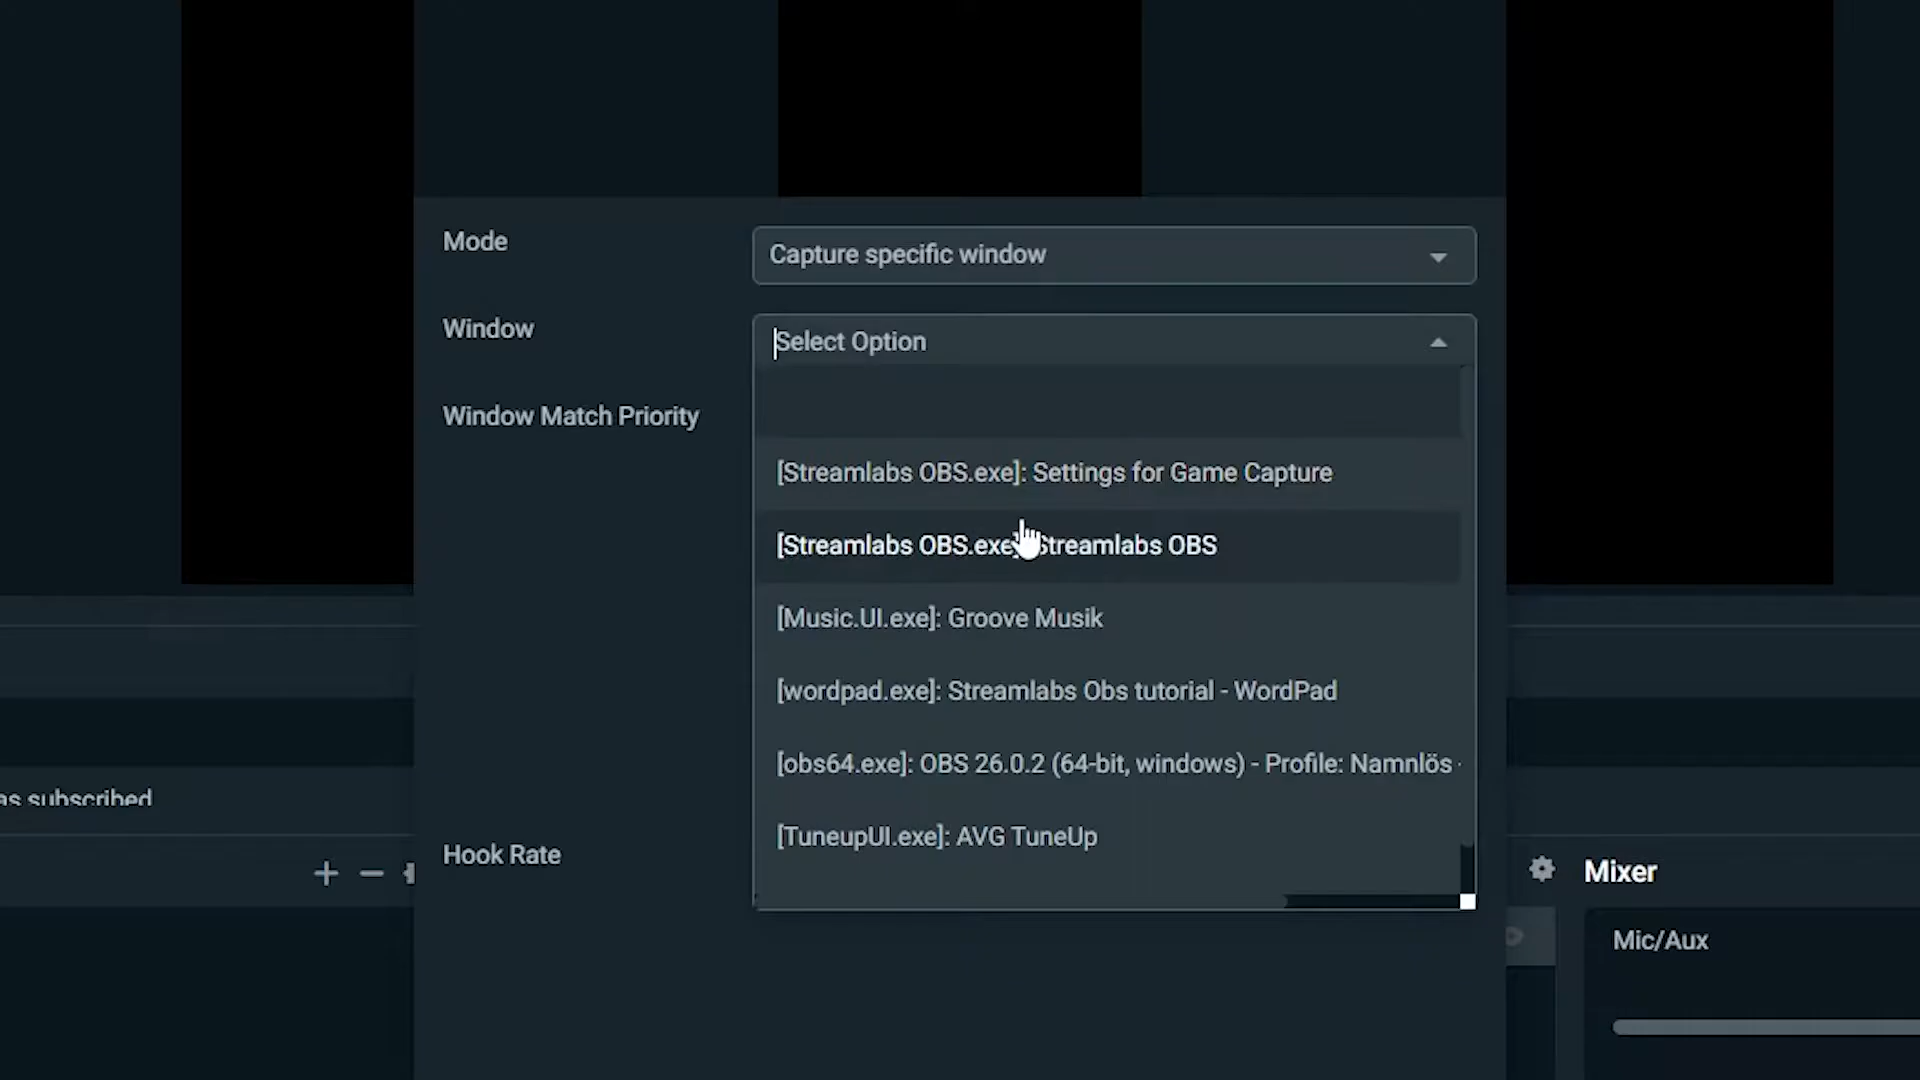 Mode
Capture specific window
Window
Select Option
Window Match Priority
[Streamlabs OBS.exe]: Settings for Game Capture
[Streamlabs OBS.exe]: Streamlabs OBS
[Music.UI.exe]: Groove Musik
[wordpad.exe]: Streamlabs Obs tutorial - WordPad
[obs64.exe]: OBS 26.0.2 (64-bit, windows) - Profile: Namnlös -
[TuneupUI.exe]: AVG TuneUp
as subscribed
Hook Rate
Mixer
Mic/Aux